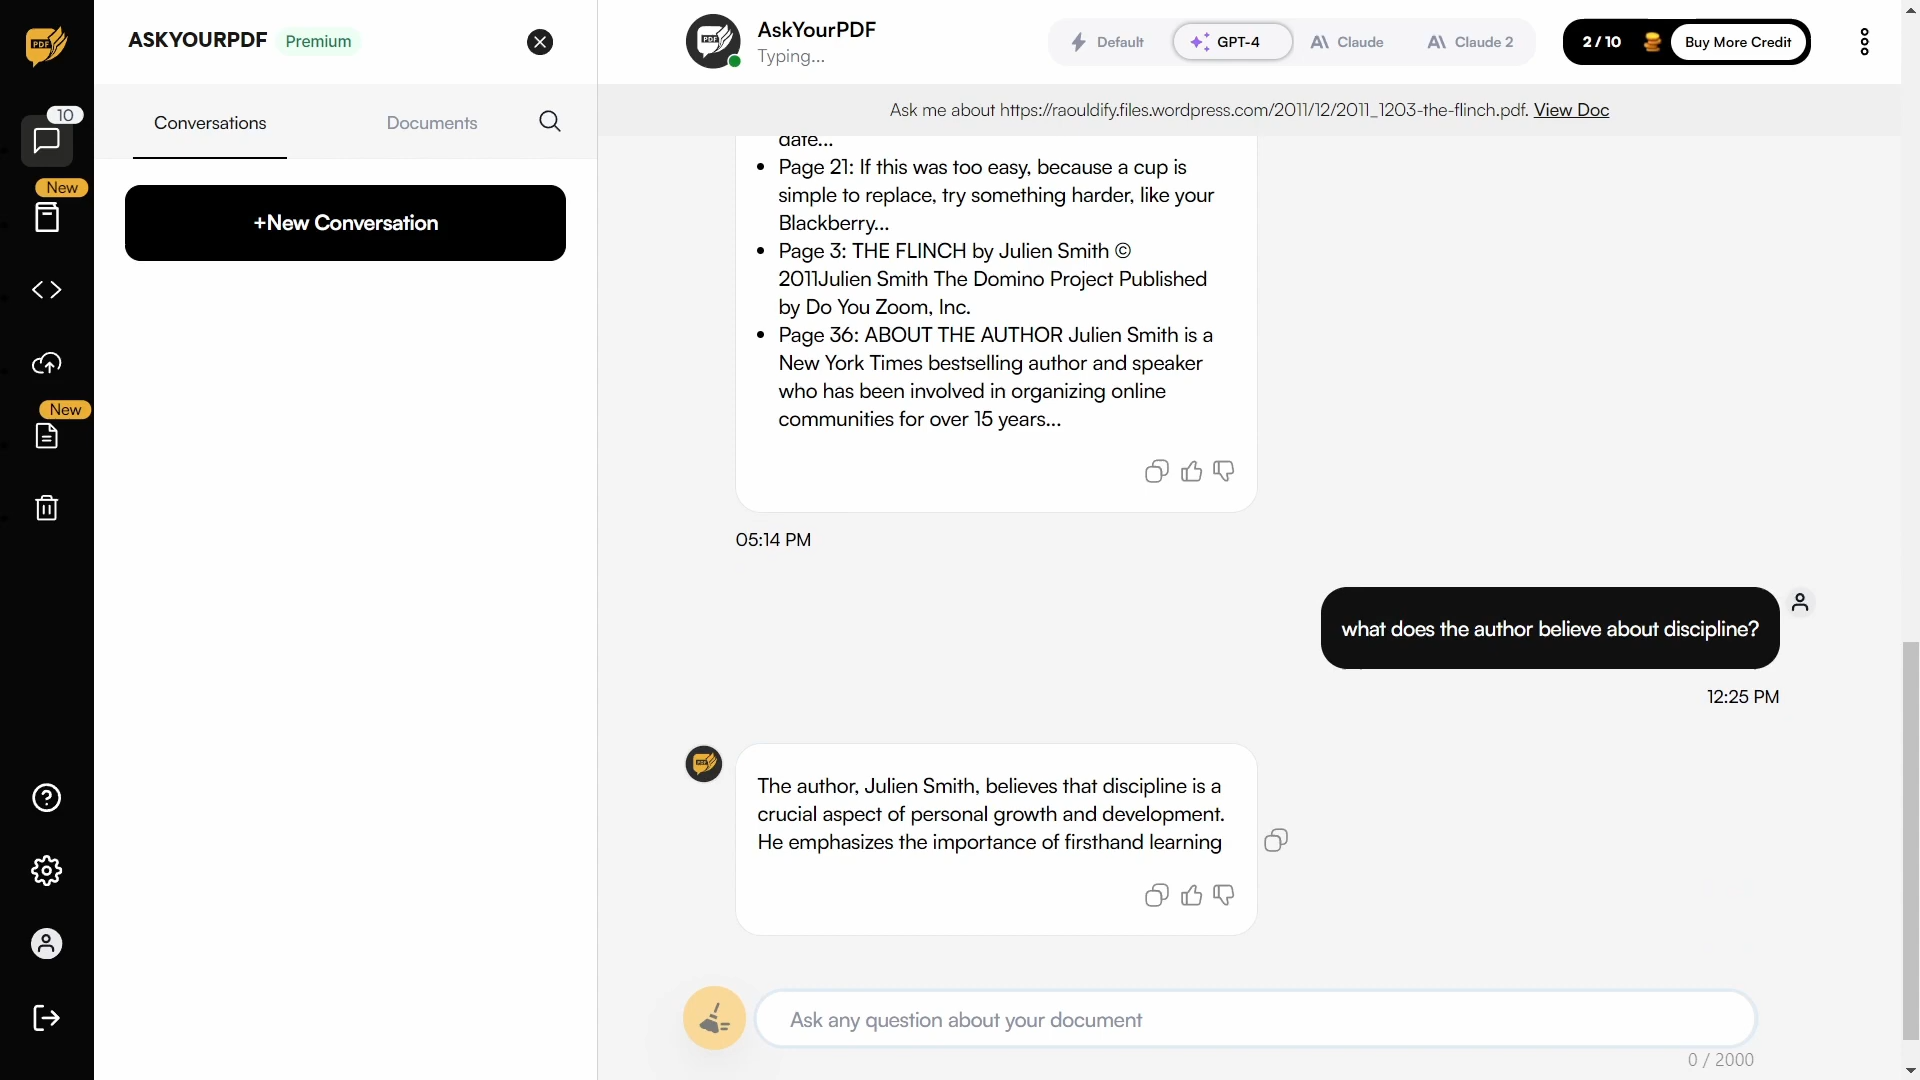 PDF
10
New
New
ASKYOURPDF Premium
Conversations
Documents
+New Conversation
PDF
AskYourPDF
Typing...
Default
GPT-4
Claude
Claude 2
2 / 10
Buy More Credit
Ask me about https://raouldify.files.wordpress.com/2011/12/2011_1203-the-flinch.pdf. View Doc
date...
• Page 21: If this was too easy, because a cup is
simple to replace, try something harder, like your
Blackberry...
• Page 3: THE FLINCH by Julien Smith ©
2011Julien Smith The Domino Project Published
by Do You Zoom, Inc.
• Page 36: ABOUT THE AUTHOR Julien Smith is a
New York Times bestselling author and speaker
who has been involved in organizing online
communities for over 15 years...
05:14 PM
what does the author believe about discipline?
12:25 PM
PDF
The author, Julien Smith, believes that discipline is a
crucial aspect of personal growth and development.
He emphasizes the importance of firsthand learning
Ask any question about your document
0 / 2000